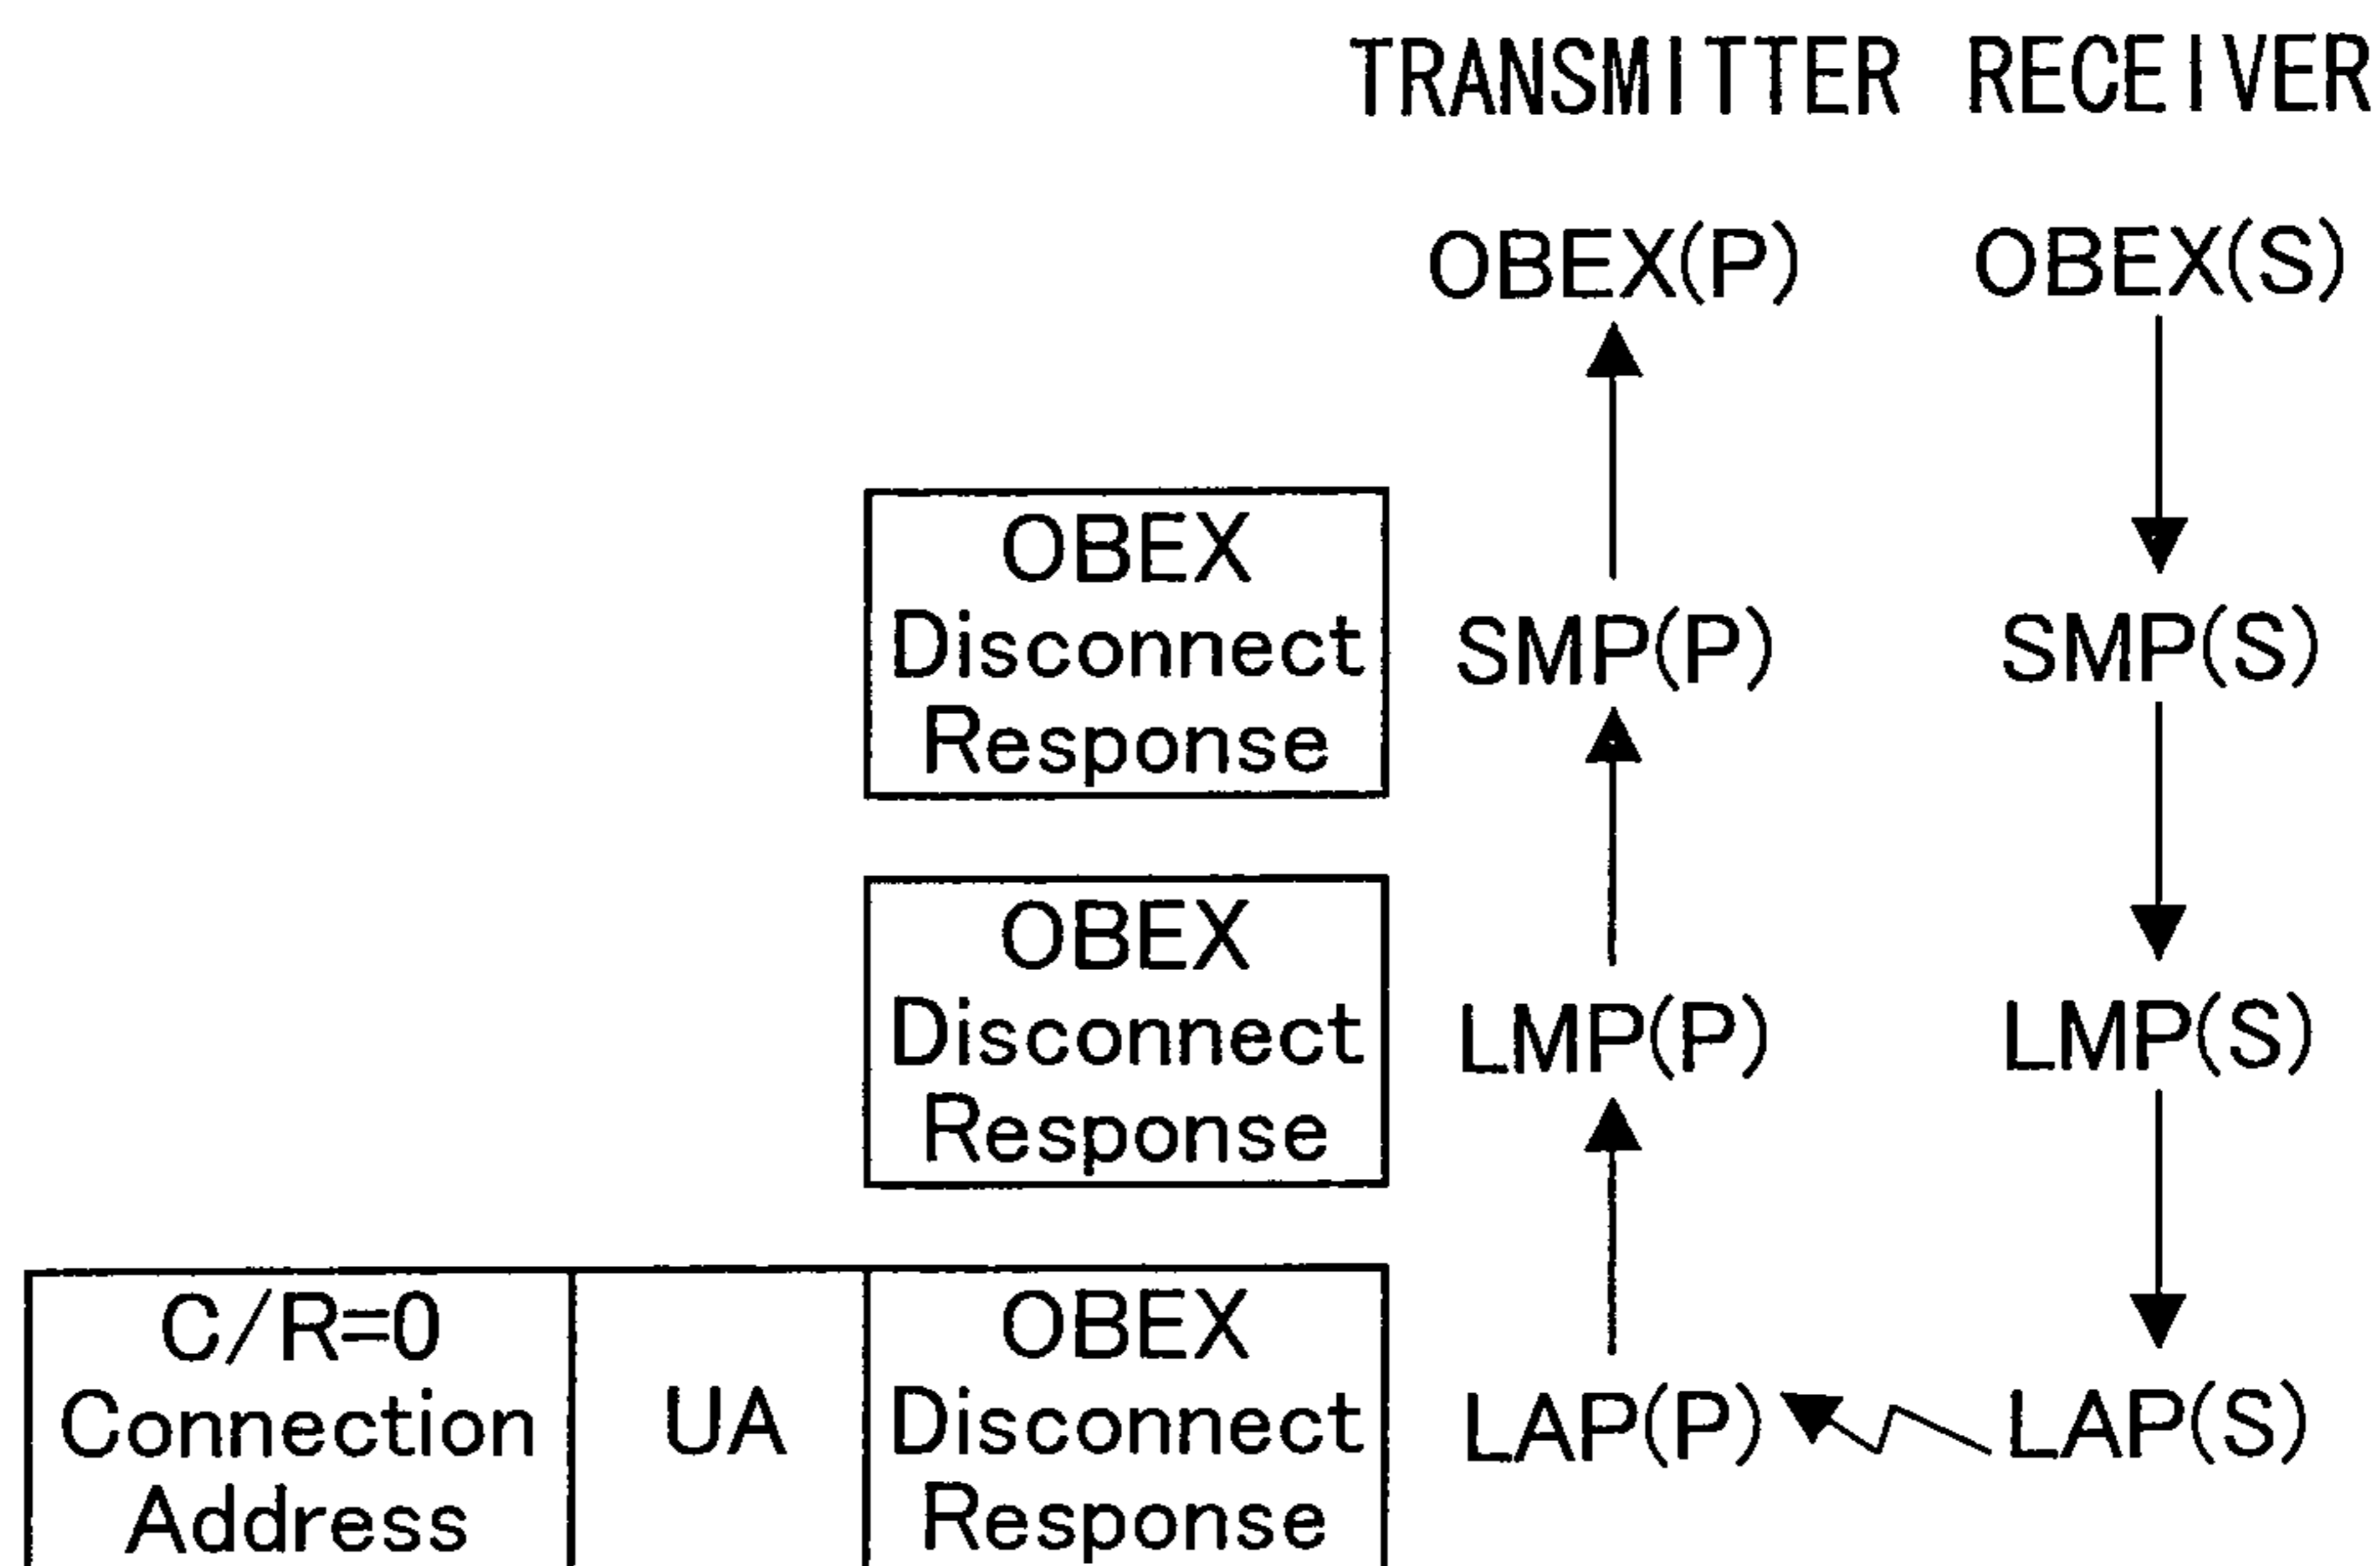 TRANSMITTER RECEIVER
OBEX(P) OBEX(S)
OBEX
Disconnect
Response
SMP(P) SMP(S)
OBEX
Disconnect
Response
LMP(P) LMP(S)
C/R=0
Connection
Address
UA
OBEX
Disconnect
Response
LAP(P) LAP(S)